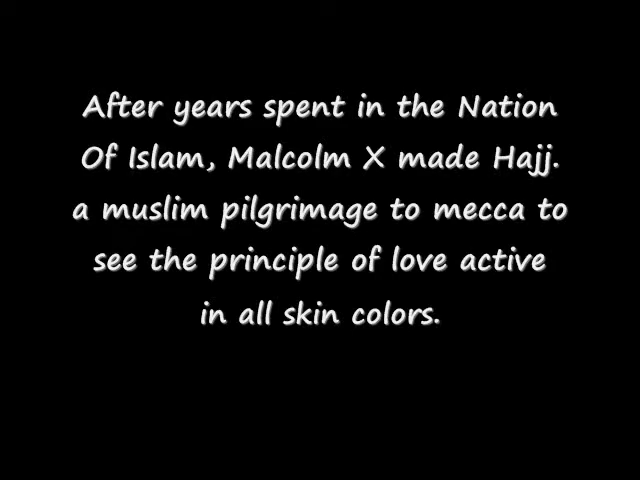 After years spent in the Nation
Of Islam, Malcolm X made Hajj.
a muslim pilgrimage to mecca to
see the principle of love active
in all skin colors.